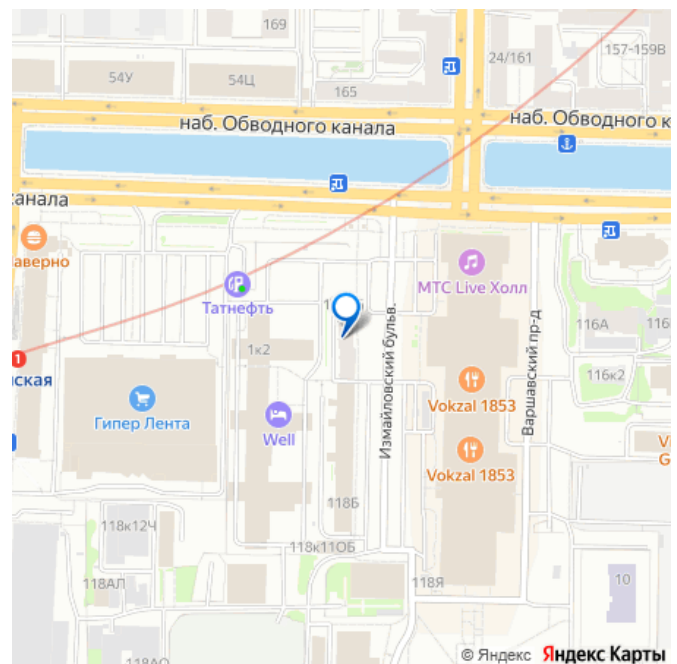 169
24/161
157-159В
54У
54Ц
165
наб. Обводного канала
наб. Обводного к
канала
аверно
МТС Live Холл
Татнефть
116А
116
1
ская
1к2
Измайловский бульв.
Варшавский пр-д
116к2
Гипер Лента
Vokzal 1853
Well
Vokzal 1853
V
G
118Б
118к12Ч
118к11ОБ
118АЛ
118Я
10
118АО
© Яндекс Яндекс Карты